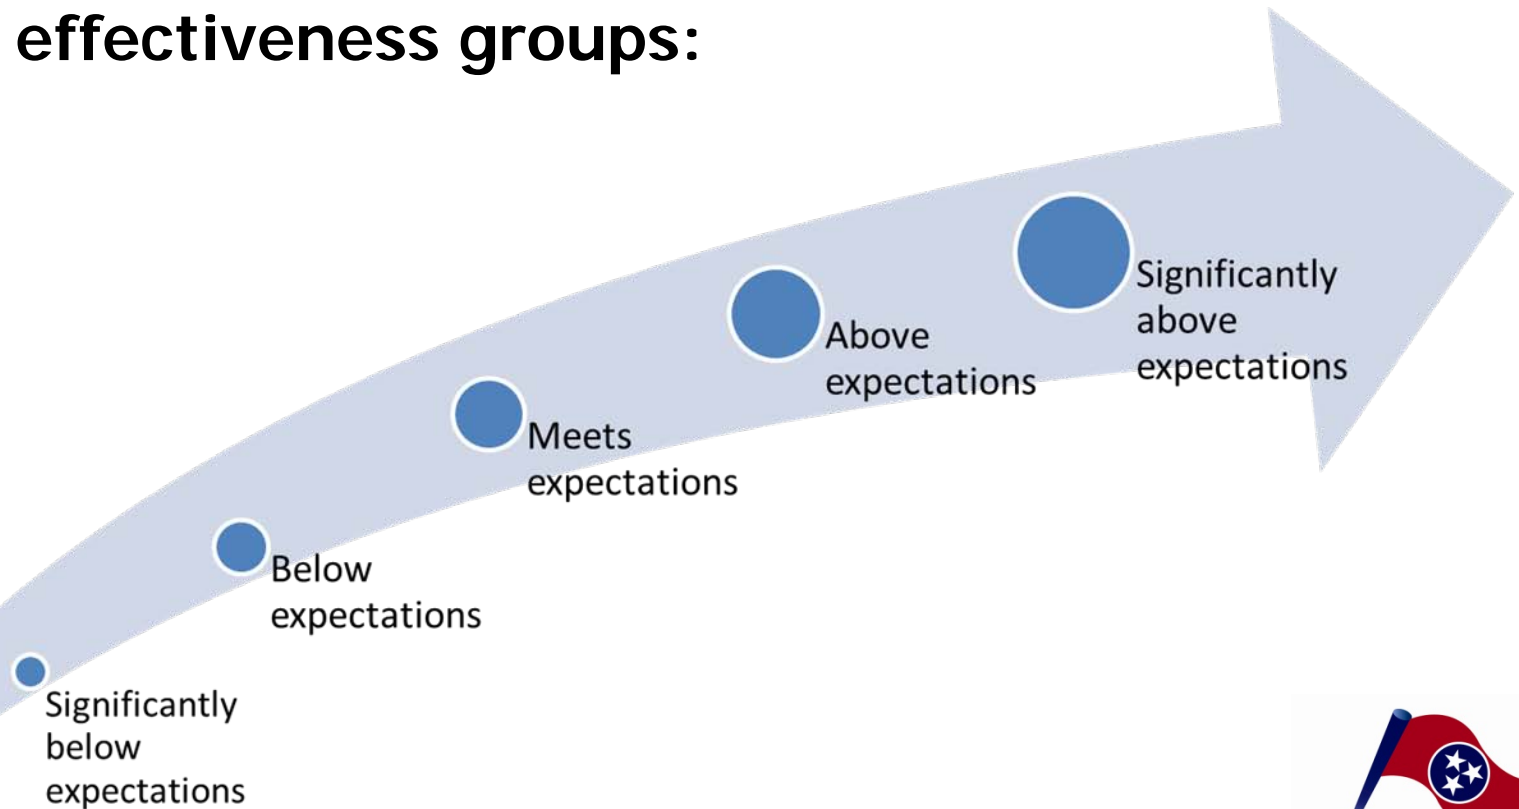 effectiveness groups:
Significantly
above
expectations
Above
expectations
Meets
expectations
Below
expectations
Significantly
below
expectations